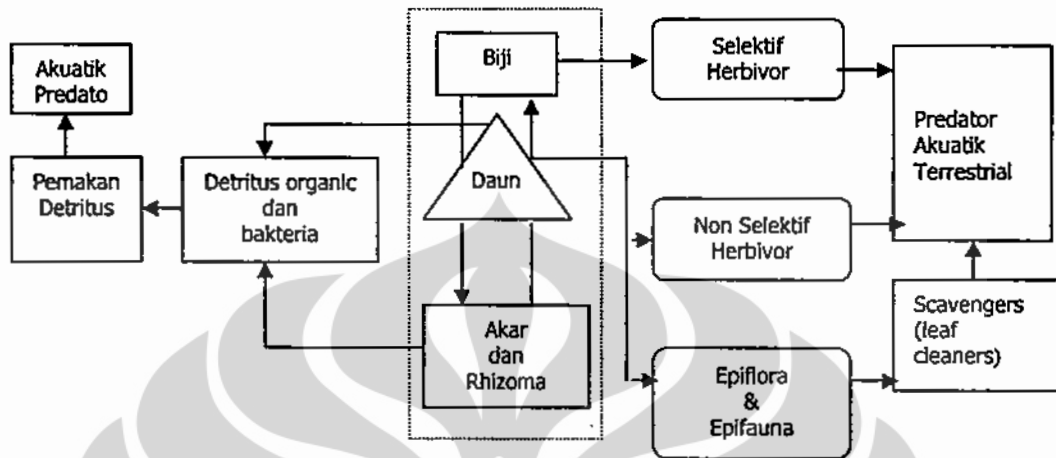 Akuatik
Predato
Pemakan
Detritus
Detritus organic
dan
bakteria
Biji
Daun
Akar
dan
Rhizoma
Selektif
Herbivor
Non Selektif
Herbivor
Epiflora
&
Epifauna
Predator
Akuatik
Terrestrial
Scavengers
(leaf
cleaners)